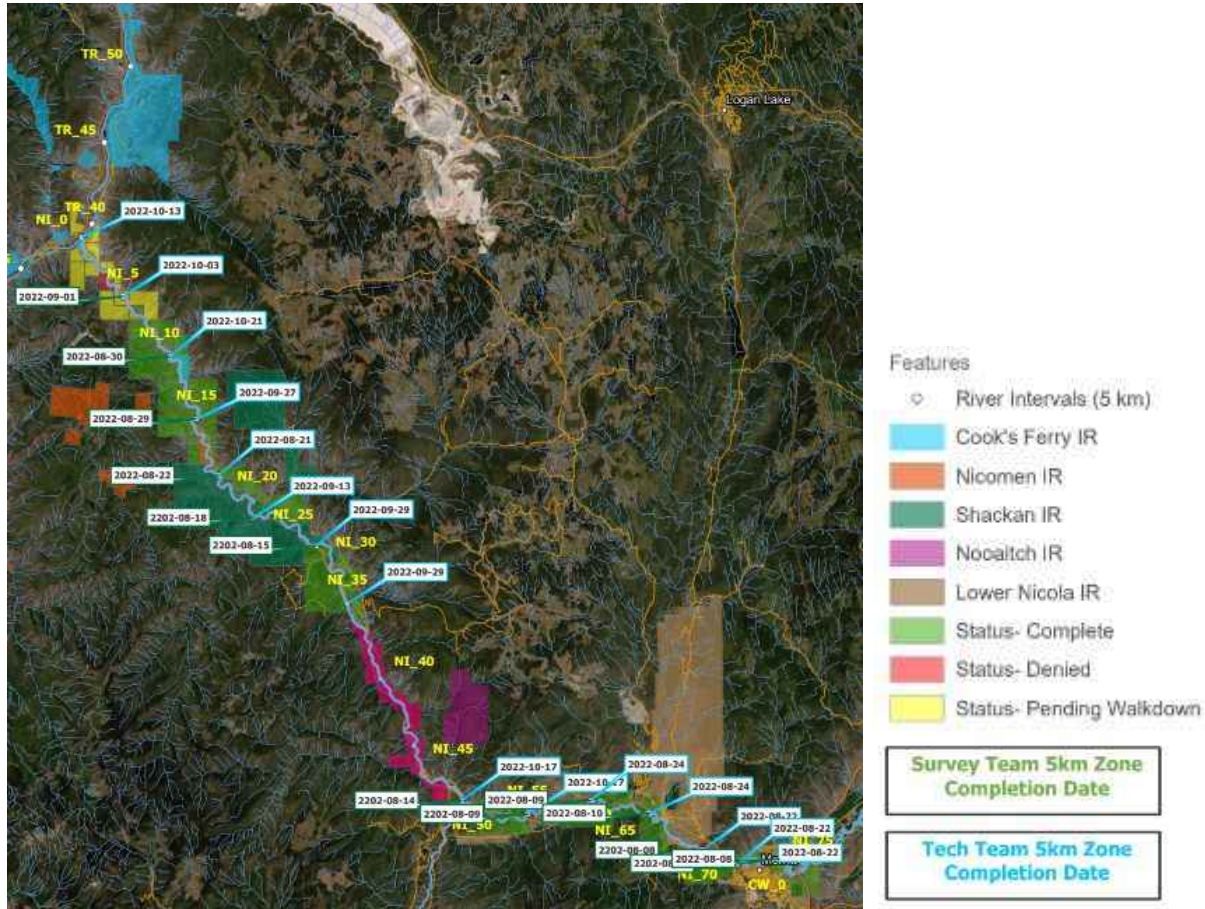 TR_50
Logan Lake
TR_45
TR_40
NI_0
2022-10-13
NI_5
2022-10-03
2022-09-01
NI_10
2022-10-21
2022-08-30
NI_15
2022-09-27
2022-08-29
2022-08-21
2022-08-22
NI_20
2022-09-13
NI_25
2202-08-18
2022-09-29
2202-08-15
NI_30
NI_35
2022-09-29
NI_40
NI_45
2022-10-17
2022-08-24
2202-08-14
2022-08-09
2022-08-24
2202-08-09
2022-08-10
NI_50
NI_65
2022-08-22
2202-08-08
2022-08-08
2022-08-22
NI_70
CW_0
Features
River Intervals (5 km)
Cook's Ferry IR
Nicomen IR
Shackan IR
Nooaitch IR
Lower Nicola IR
Status- Complete
Status- Denied
Status- Pending Walkdown
Survey Team 5km Zone
Completion Date
Tech Team 5km Zone
Completion Date